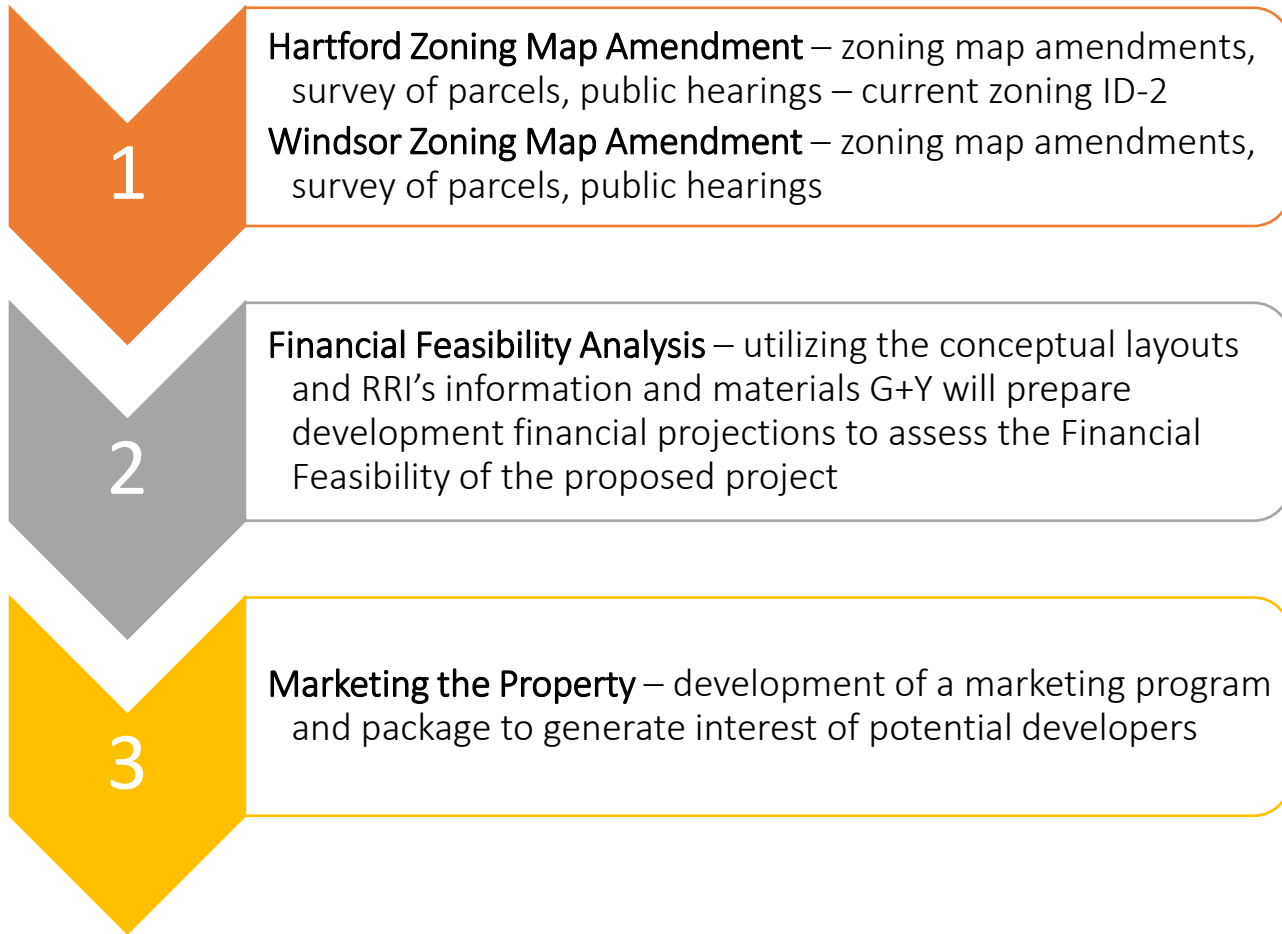 1
Hartford Zoning Map Amendment – zoning map amendments,
survey of parcels, public hearings – current zoning ID-2
Windsor Zoning Map Amendment – zoning map amendments,
survey of parcels, public hearings
2
Financial Feasibility Analysis – utilizing the conceptual layouts
and RRI’s information and materials G+Y will prepare
development financial projections to assess the Financial
Feasibility of the proposed project
3
Marketing the Property – development of a marketing program
and package to generate interest of potential developers